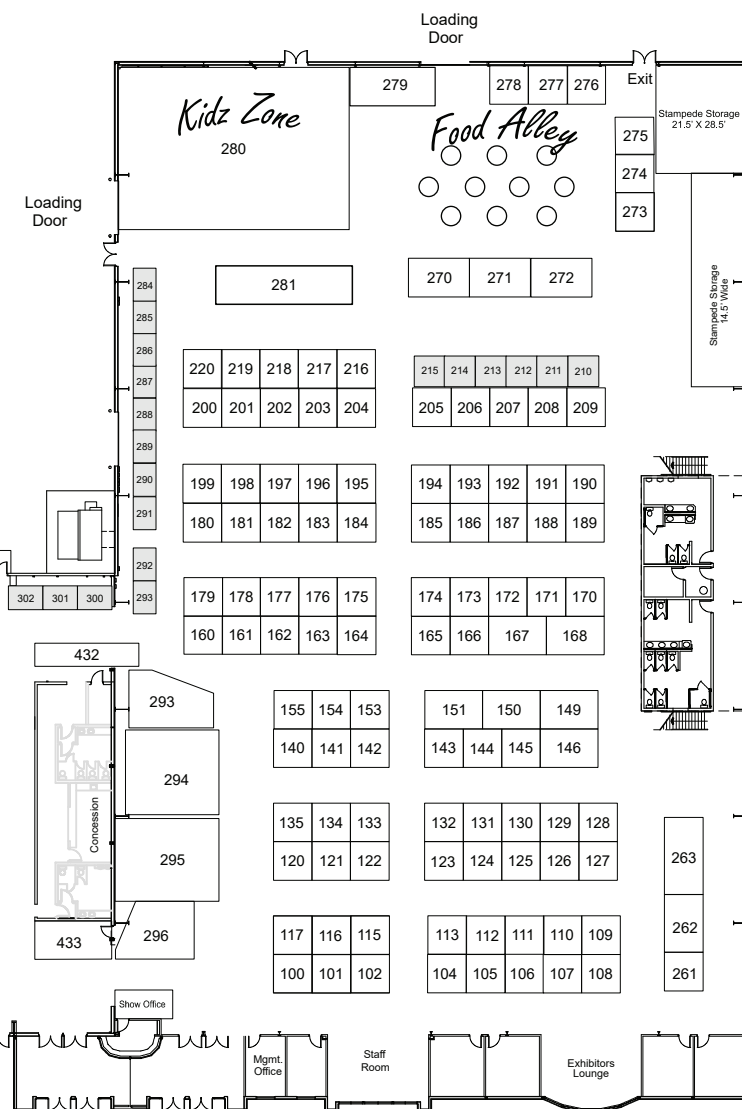 Loading
Door
279
278 277 276
Exit
Kidz Zone
280
Food Alley
Stampede Storage
21.5' X 28.5'
275
274
273
Loading
Door
Stampede Storage
14.5' Wide
281
270 271 272
284
285
286
287
288
289
290
291
292
293
302 301 300
220 219 218 217 216
200 201 202 203 204
215 214 213 212 211 210
205 206 207 208 209
199 198 197 196 195
180 181 182 183 184
194 193 192 191 190
185 186 187 188 189
179 178 177 176 175
160 161 162 163 164
174 173 172 171 170
165 166 167 168
432
293
294
295
296
Concession
433
155 154 153
140 141 142
151 150 149
143 144 145 146
135 134 133
120 121 122
132 131 130 129 128
123 124 125 126 127
263
262
261
117 116 115
100 101 102
113 112 111 110 109
104 105 106 107 108
Show Office
Mgmt.
Office
Staff
Room
Exhibitors
Lounge